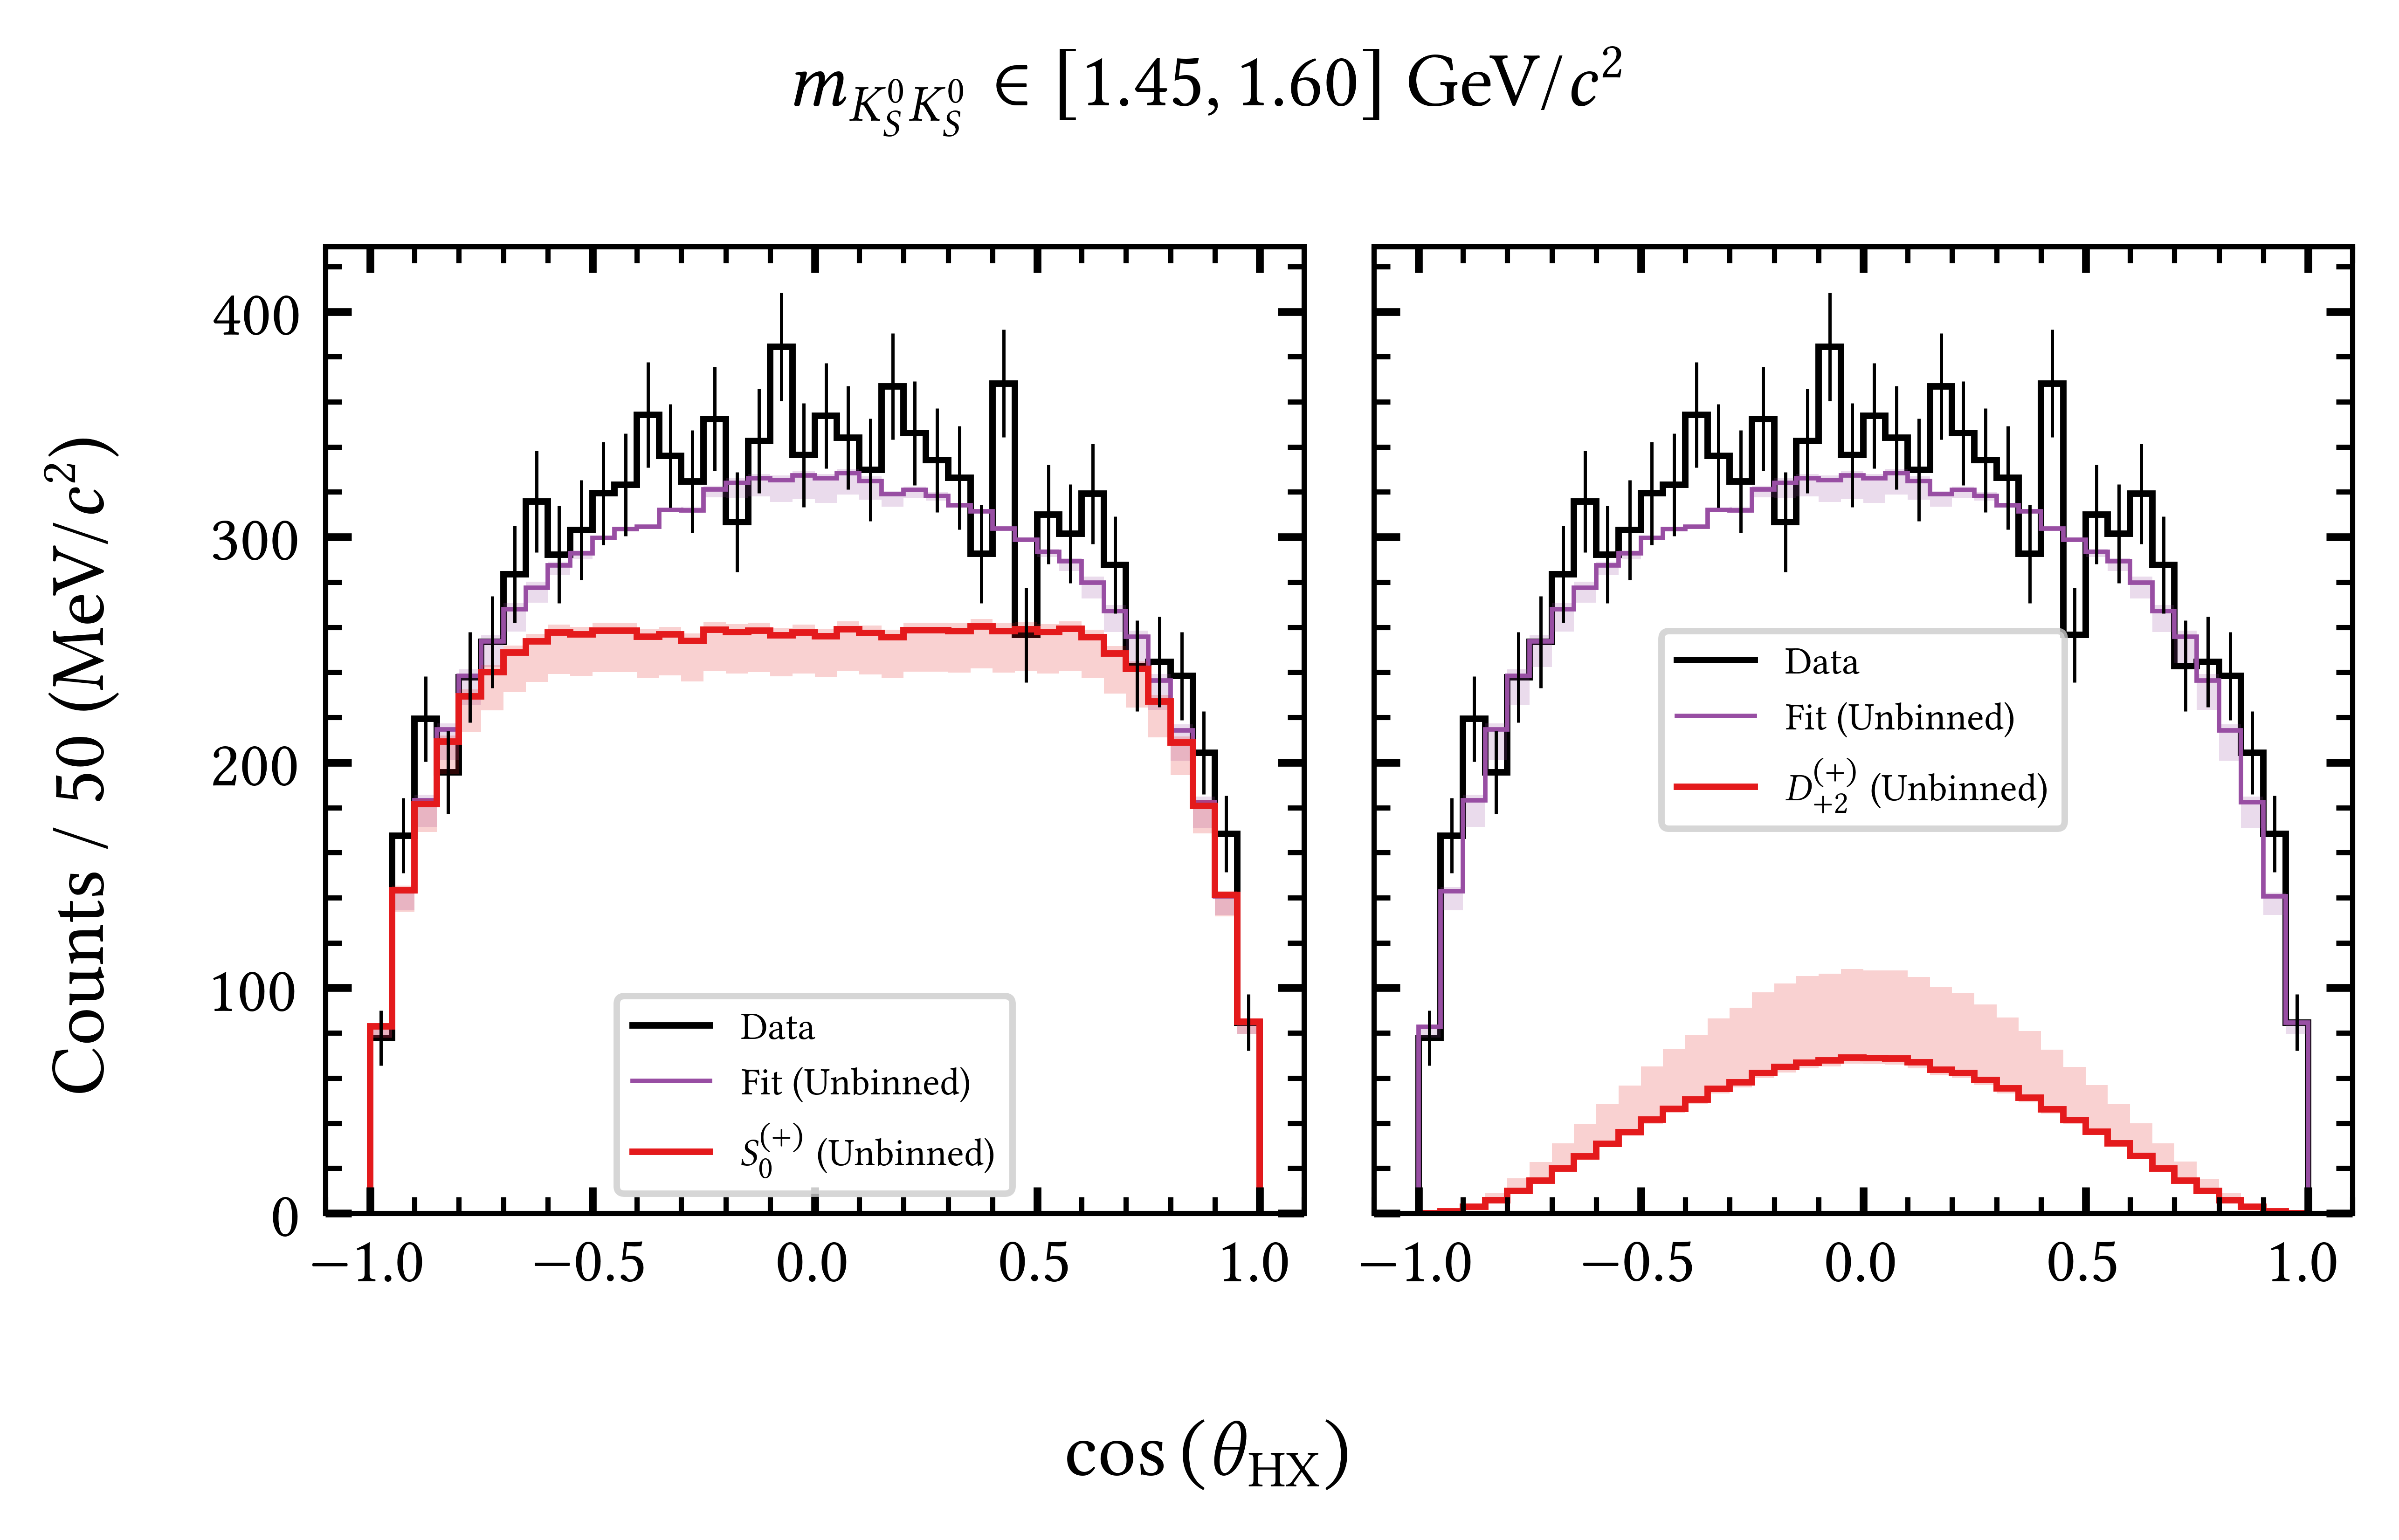 m_{K_S^0 K_S^0} ∈ [1.45, 1.60] GeV/c²
Counts / 50 (MeV/c²)
400
300
200
100
0
Data
Fit (Unbinned)
S_0^{(+)} (Unbinned)
−1.0 −0.5 0.0 0.5 1.0
Data
Fit (Unbinned)
D_{+2}^{(+)} (Unbinned)
−1.0 −0.5 0.0 0.5 1.0
cos (θ_{HX})